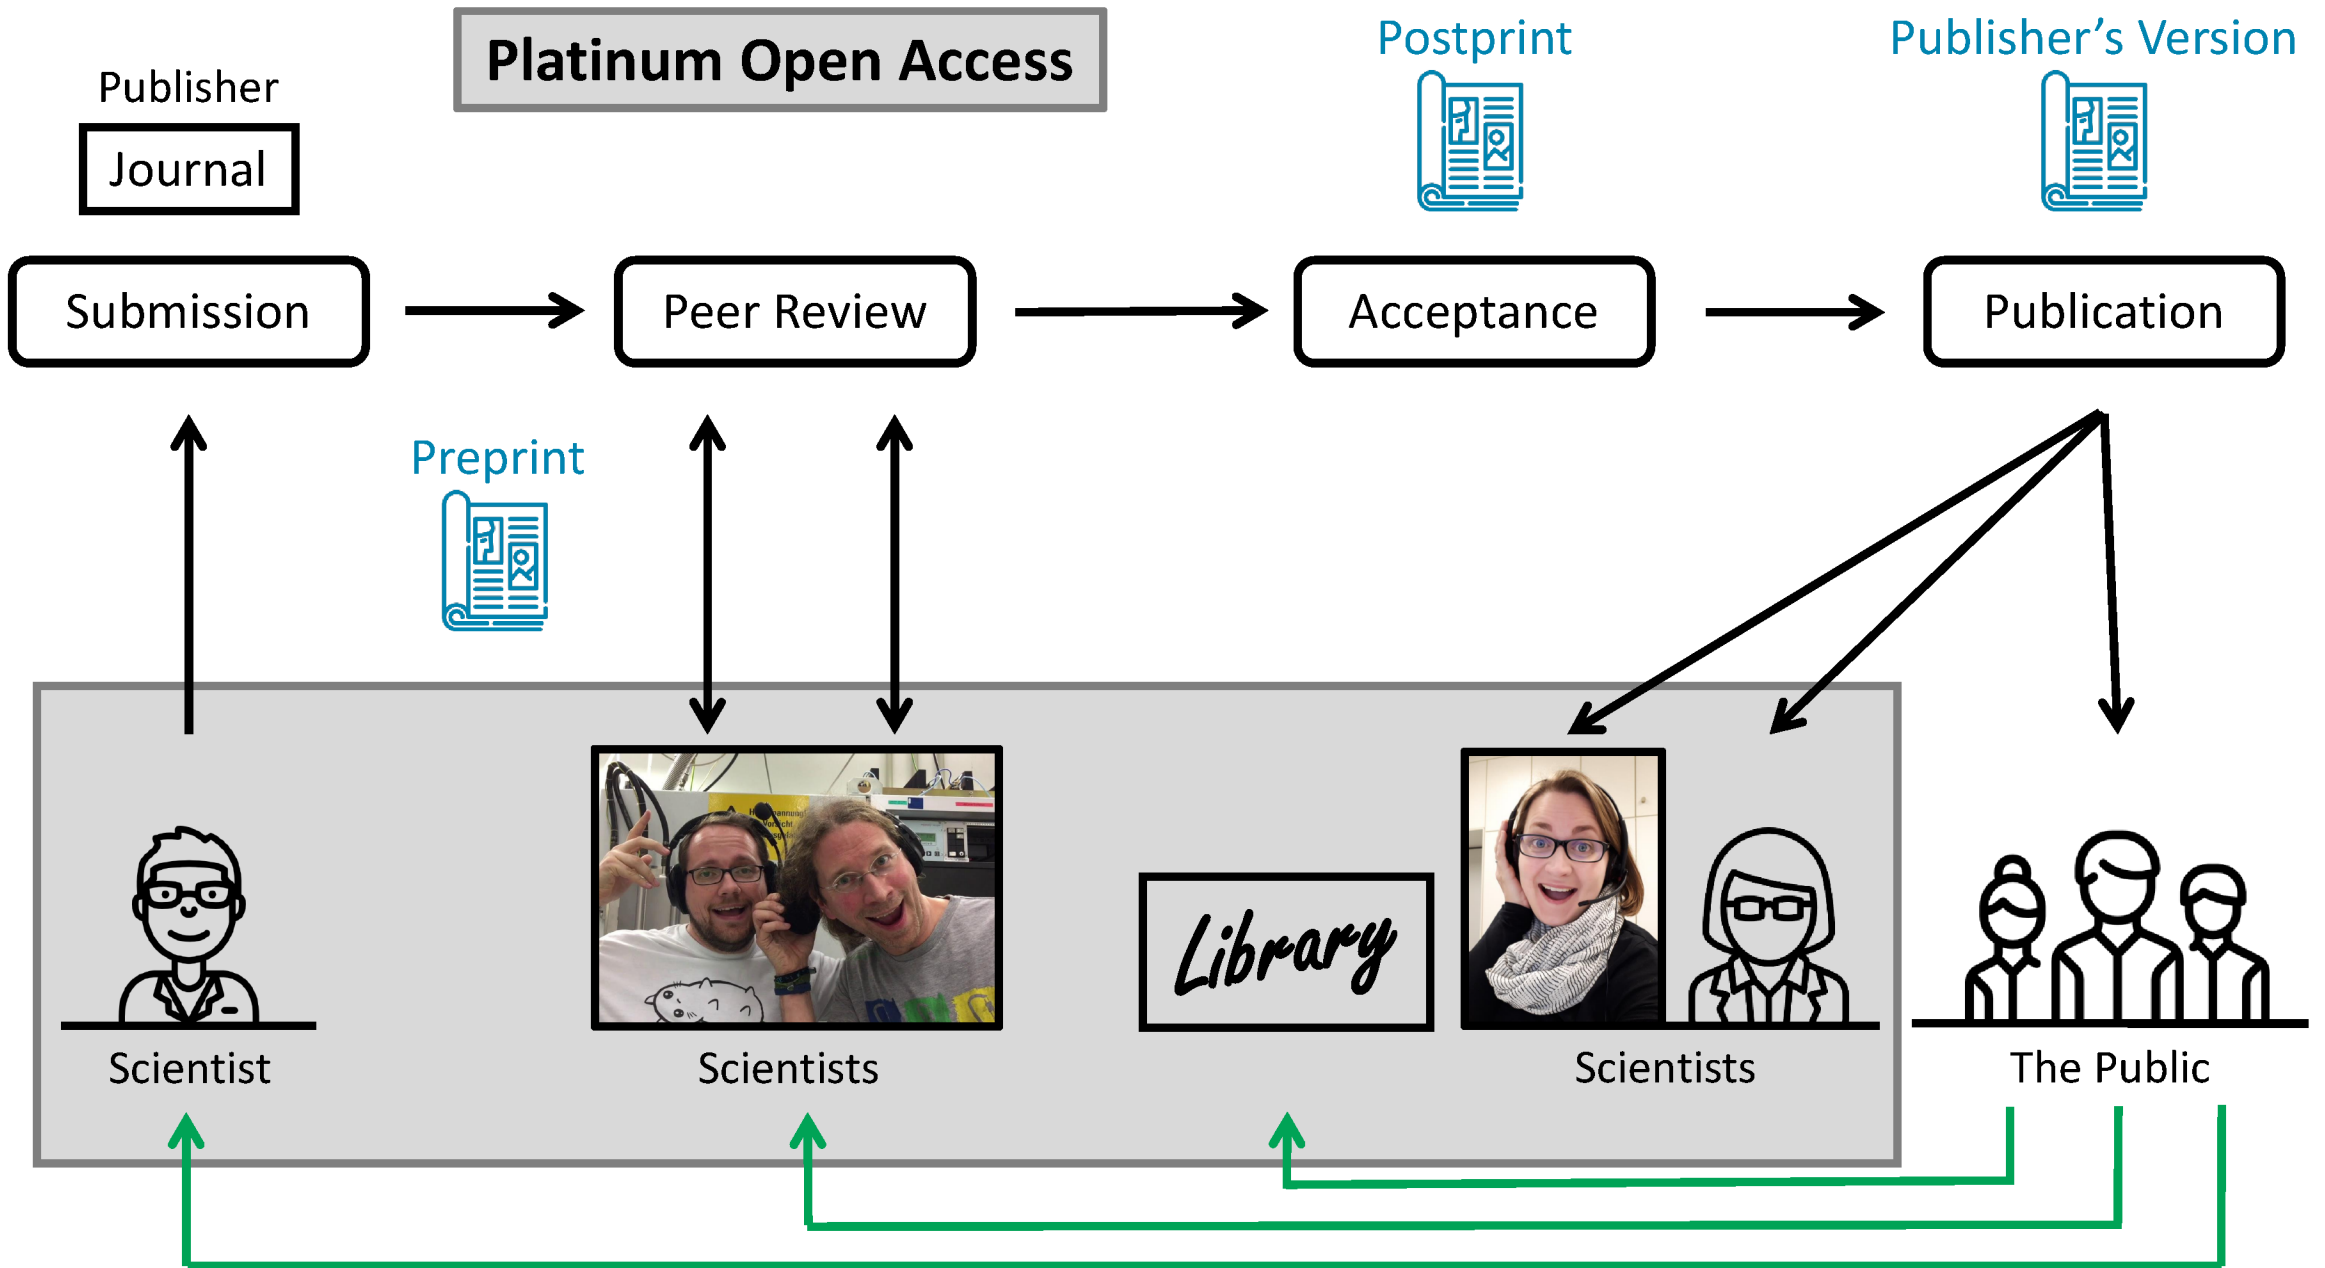 Platinum Open Access
Postprint
Publisher's Version
Publisher
Journal
Submission
Peer Review
Acceptance
Publication
Preprint
Library
Scientist
Scientists
Scientists
The Public